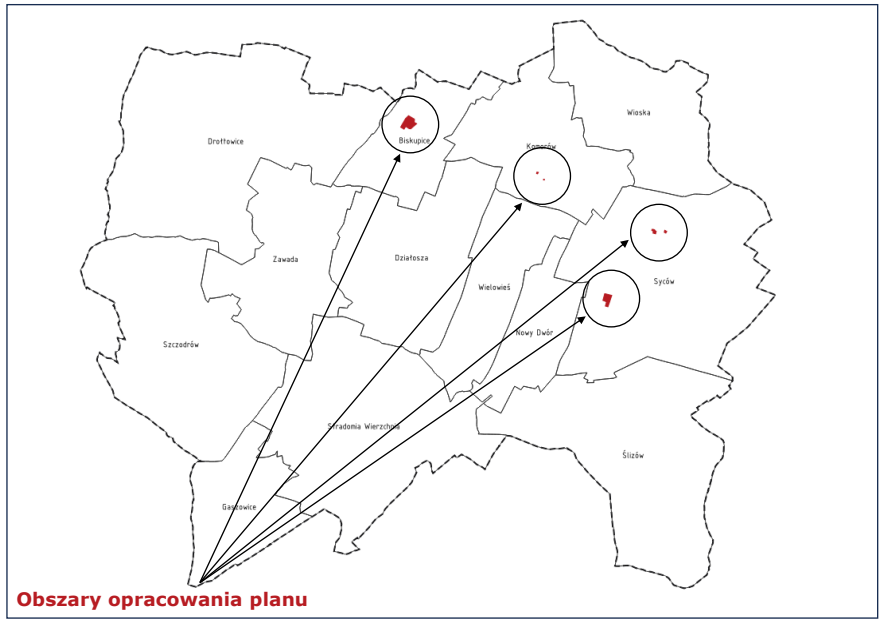 Wioska
Drołtowice
Biskupice
Komorów
Zawada
Działosza
Syców
Wielowieś
Nowy Dwór
Szczodrów
Stradomia Wierzchnia
Ślizów
Gaszowice
Obszary opracowania planu